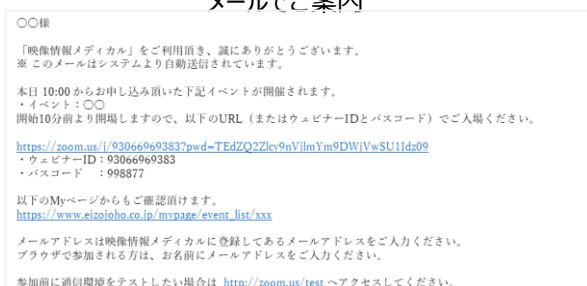 メールでご案内
〇〇様
「映像情報メディカル」をご利用頂き、誠にありがとうございます。
※ このメールはシステムより自動送信されています。
本日 10:00 からお申し込み頂いた下記イベントが開催されます。
・イベント：〇〇
開始10分前より開場しますので、以下のURL（またはウェビナーIDとパスコード）でご入場ください。
https://zoom.us/j/93066969383?pwd=TEdZQ2Zlcy9nVjlmYm9DWjVwSU1Idz09
・ウェビナーID：93066969383
・パスコード　：998877
以下のMyページからもご確認頂けます。
https://www.eizojoho.co.jp/mypage/event_list/xxx
メールアドレスは映像情報メディカルに登録してあるメールアドレスをご入力ください。
ブラウザで参加される方は、お名前にメールアドレスをご入力ください。
参加前に通信環境をテストしたい場合は http://zoom.us/test へアクセスしてください。